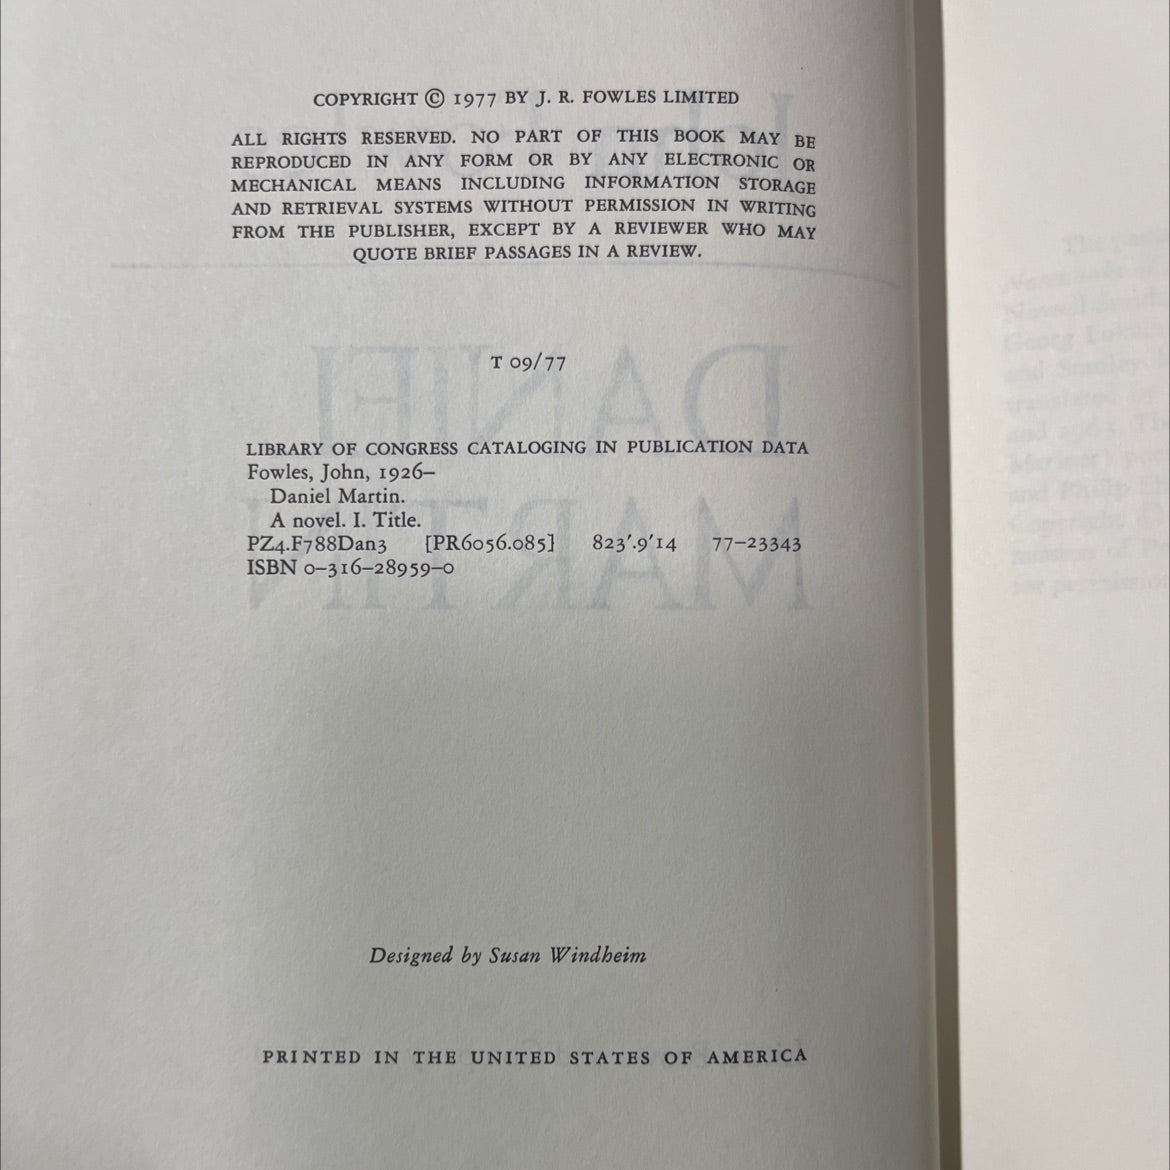 COPYRIGHT © 1977 BY J. R. FOWLES LIMITED
ALL RIGHTS RESERVED. NO PART OF THIS BOOK MAY BE
REPRODUCED IN ANY FORM OR BY ANY ELECTRONIC OR
MECHANICAL MEANS INCLUDING INFORMATION STORAGE
AND RETRIEVAL SYSTEMS WITHOUT PERMISSION IN WRITING
FROM THE PUBLISHER, EXCEPT BY A REVIEWER WHO MAY
QUOTE BRIEF PASSAGES IN A REVIEW.
T 09/77
LIBRARY OF CONGRESS CATALOGING IN PUBLICATION DATA
Fowles, John, 1926–
Daniel Martin.
A novel. I. Title.
PZ4.F788Dan3 [PR6056.085] 823'.9'14 77–23343
ISBN 0–316–28959–0
Designed by Susan Windheim
PRINTED IN THE UNITED STATES OF AMERICA